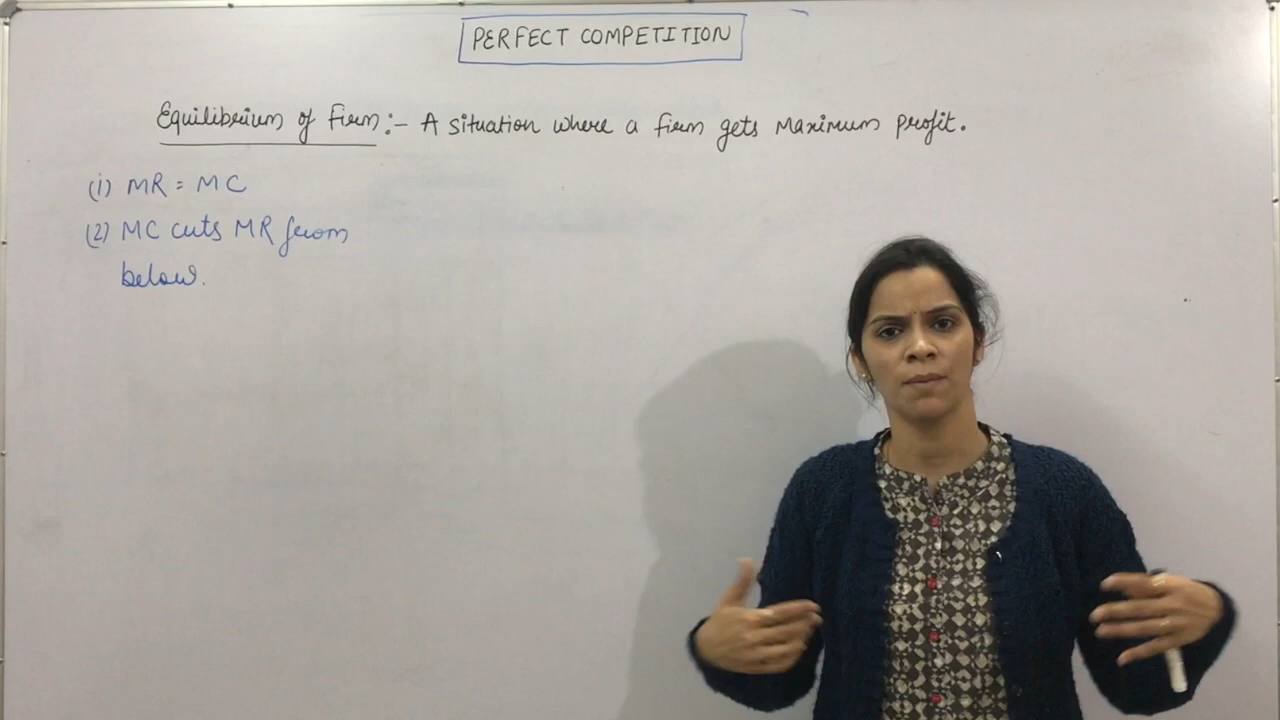 PERFECT COMPETITION
Equilibrium of Firm:- A situation where a firm gets Maximum profit.
(i) MR = MC
(2) MC cuts MR from
below.